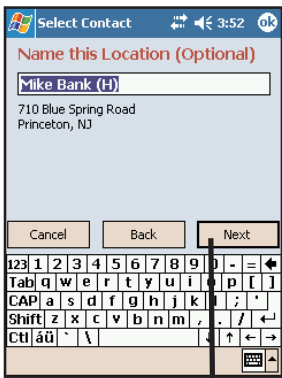 Select Contact 3:52 ok
Name this Location (Optional)
Mike Bank (H)
710 Blue Spring Road
Princeton, NJ
Cancel Back Next
123 1 2 3 4 5 6 7 8 9 0 - =
Tab q w e r t y u i o p [ ]
CAP a s d f g h j k l ; '
Shift z x c v b n m , . /
Ctl áü ` \